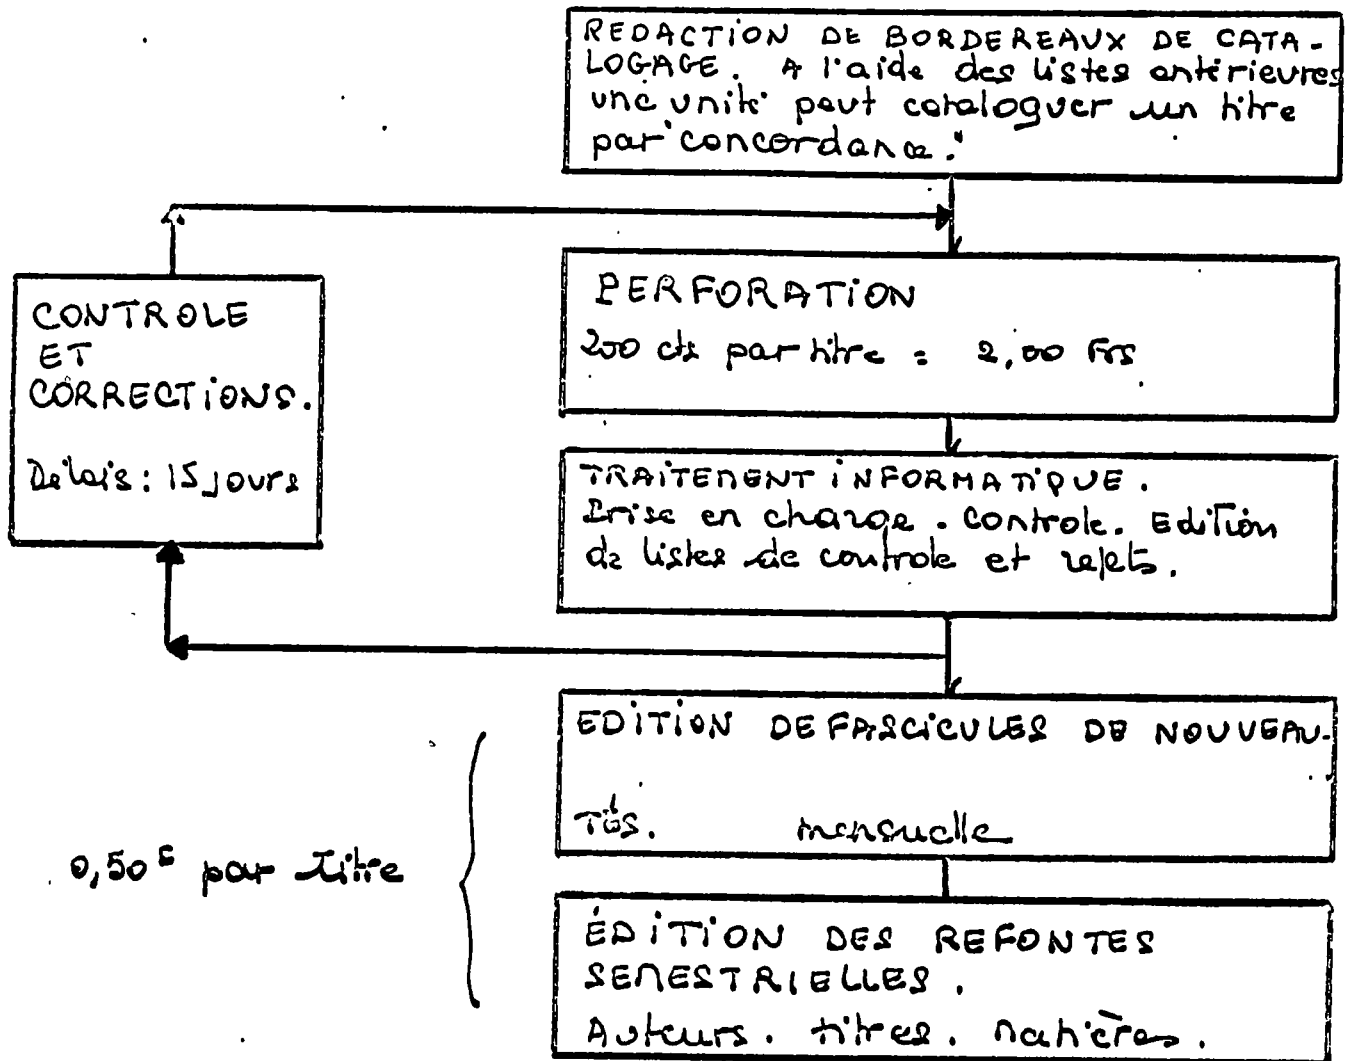 REDACTION DE BORDEREAUX DE CATA-
LOGAGE. A l'aide des listes antérieures
une unité peut cataloguer un titre
par "concordance."
PERFORATION
200 cts par titre = 2,00 Frs
CONTROLE
ET
CORRECTIONS.
Délais : 15 jours
TRAITEMENT INFORMATIQUE.
Prise en charge. Controle. Edition
de listes de controle et rejets.
EDITION DE FASCICULES DE NOUVEAU-
TÉS. mensuelle
0,50 F par titre
ÉDITION DES REFONTES
SEMESTRIELLES.
Auteurs. titres. matières.